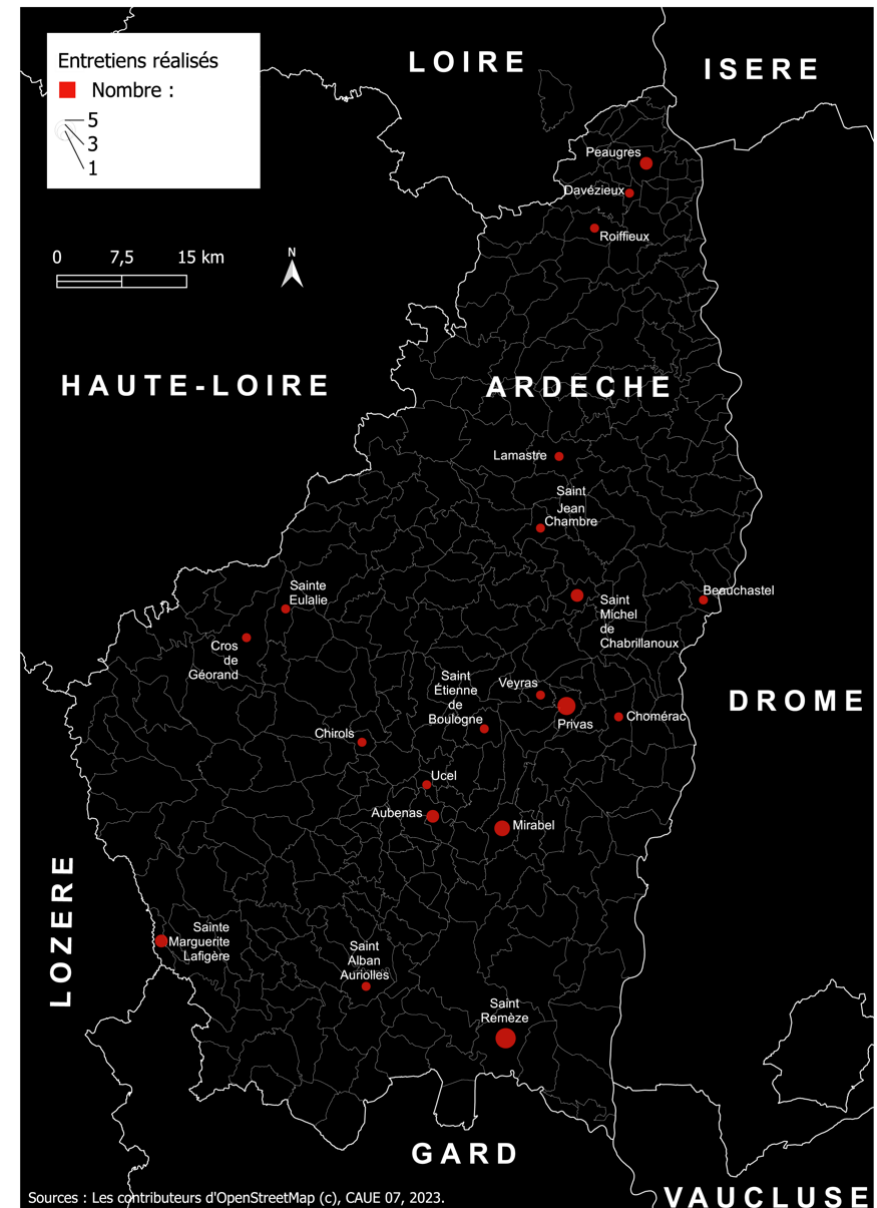 Entretiens réalisés
Nombre :
5
3
1
LOIRE
ISERE
Peaugres
Davézieux
Roiffieux
0 7,5 15 km
N
HAUTE-LOIRE
ARDECHE
Lamastre
Saint
Jean
Chambre
Sainte
Eulalie
Beauchastel
Saint
Michel
de
Chabrillanoux
Cros
de
Géorand
Saint
Étienne
de
Boulogne
Veyras
Privas
Chomérac
DROME
Chirols
Ucel
Aubenas
Mirabel
LOZERE
Sainte
Marguerite
Lafigère
Saint
Alban
Auriolles
Saint
Remèze
GARD
VAUCLUSE
Sources : Les contributeurs d'OpenStreetMap (c), CAUE 07, 2023.